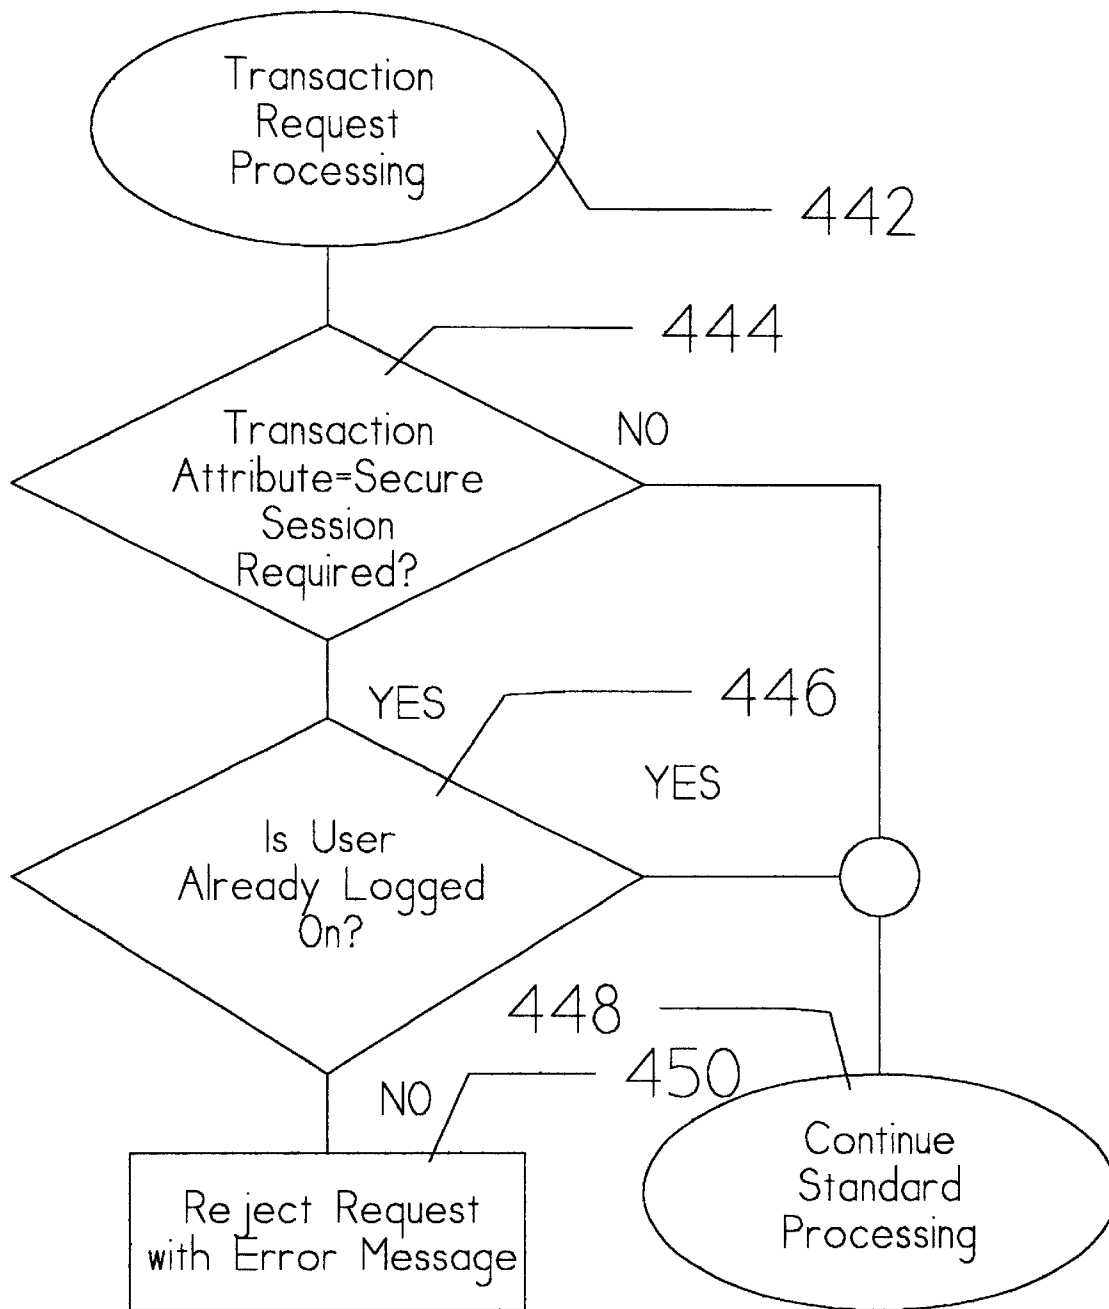 Transaction
Request
Processing
442
444
Transaction
Attribute=Secure
Session
Required?
NO
YES
446
YES
Is User
Already Logged
On?
448
450
NO
Continue
Standard
Processing
Reject Request
with Error Message